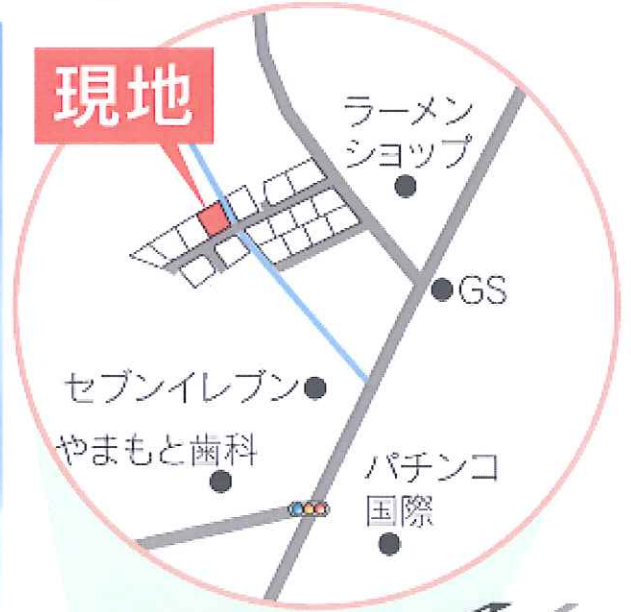 現地
ラーメン
ショップ
GS
セブンイレブン
やまもと歯科
パチンコ
国際